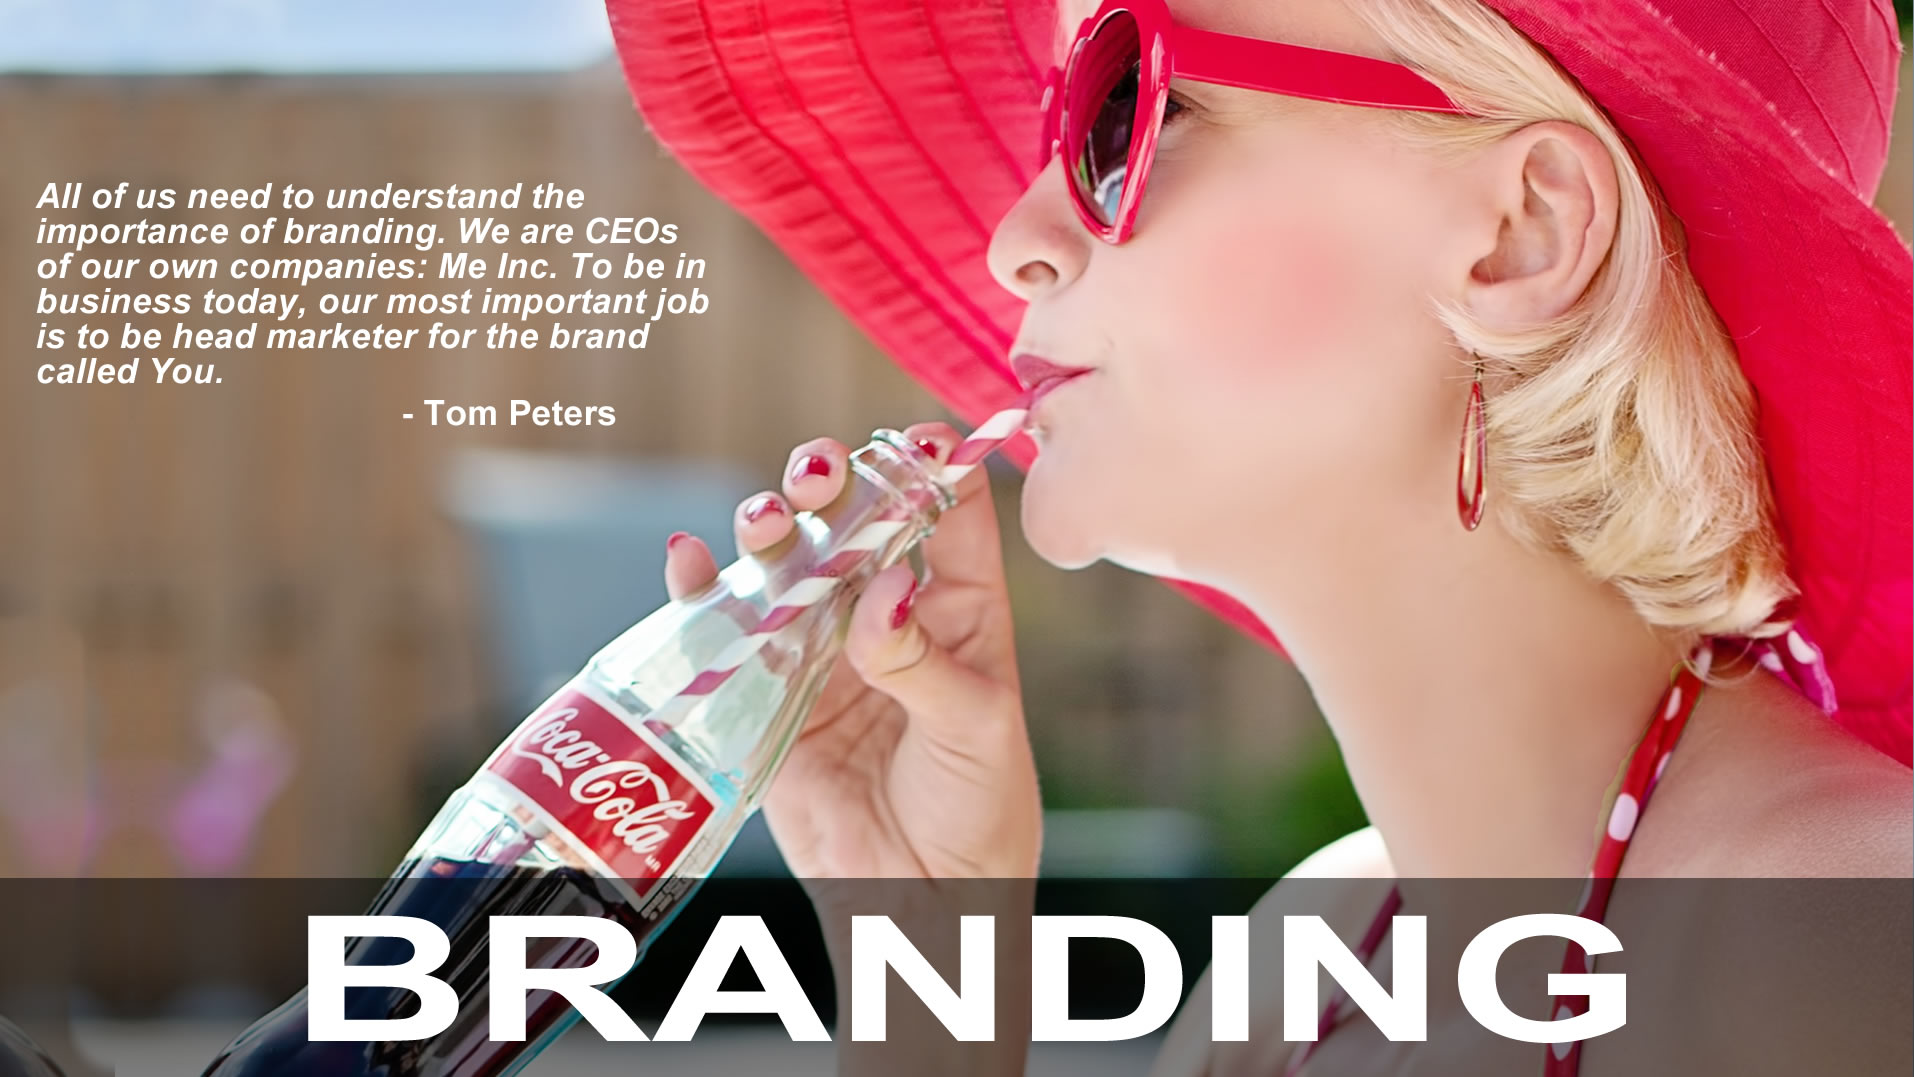 All of us need to understand the
importance of branding. We are CEOs
of our own companies: Me Inc. To be in
business today, our most important job
is to be head marketer for the brand
called You.
- Tom Peters
Coca-Cola
BRANDING